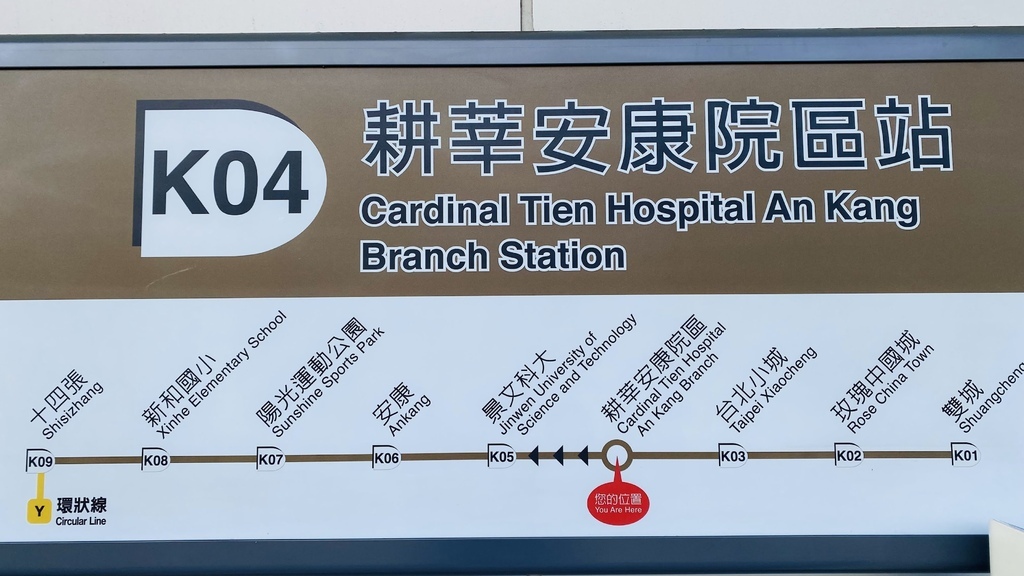 K04
耕莘安康院區站
Cardinal Tien Hospital An Kang
Branch Station
十四張
Shisizhang
新和國小
Xinhe Elementary School
陽光運動公園
Sunshine Sports Park
安康
Ankang
景文科大
Jinwen University of
Science and Technology
耕莘安康院區
Cardinal Tien Hospital
An Kang Branch
台北小城
Taipei Xiaocheng
玫瑰中國城
Rose China Town
雙城
Shuangcheng
K09
K08
K07
K06
K05
K03
K02
K01
您的位置
You Are Here
Y
環狀線
Circular Line